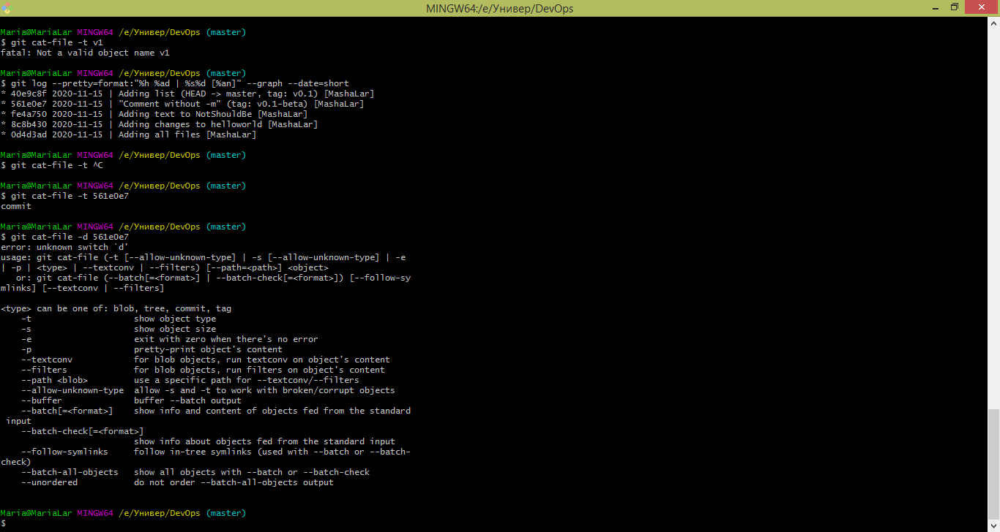 MINGW64:/e/Универ/DevOps
Maria@MariaLar MINGW64 /e/Универ/DevOps (master)
$ git cat-file -t v1
fatal: Not a valid object name v1
Maria@MariaLar MINGW64 /e/Универ/DevOps (master)
$ git log --pretty=format:"%h %ad | %s%d [%an]" --graph --date=short
* 40e9c8f 2020-11-15 | Adding list (HEAD -> master, tag: v0.1) [MashaLar]
* 561e0e7 2020-11-15 | "Comment without -m" (tag: v0.1-beta) [MashaLar]
* fe4a750 2020-11-15 | Adding text to NotShouldBe [MashaLar]
* 8c8b430 2020-11-15 | Adding changes to helloworld [MashaLar]
* 0d4d3ad 2020-11-15 | Adding all files [MashaLar]
Maria@MariaLar MINGW64 /e/Универ/DevOps (master)
$ git cat-file -t ^C
Maria@MariaLar MINGW64 /e/Универ/DevOps (master)
$ git cat-file -t 561e0e7
commit
Maria@MariaLar MINGW64 /e/Универ/DevOps (master)
$ git cat-file -d 561e0e7
error: unknown switch `d'
usage: git cat-file (-t [--allow-unknown-type] | -s [--allow-unknown-type] | -e
| -p | <type> | --textconv | --filters) [--path=<path>] <object>
   or: git cat-file (--batch[=<format>] | --batch-check[=<format>]) [--follow-sy
mlinks] [--textconv | --filters]
<type> can be one of: blob, tree, commit, tag
    -t                    show object type
    -s                    show object size
    -e                    exit with zero when there's no error
    -p                    pretty-print object's content
    --textconv            for blob objects, run textconv on object's content
    --filters             for blob objects, run filters on object's content
    --path <blob>         use a specific path for --textconv/--filters
    --allow-unknown-type  allow -s and -t to work with broken/corrupt objects
    --buffer              buffer --batch output
    --batch[=<format>]    show info and content of objects fed from the standard
 input
    --batch-check[=<format>]
                          show info about objects fed from the standard input
    --follow-symlinks     follow in-tree symlinks (used with --batch or --batch-
check)
    --batch-all-objects   show all objects with --batch or --batch-check
    --unordered           do not order --batch-all-objects output
Maria@MariaLar MINGW64 /e/Универ/DevOps (master)
$